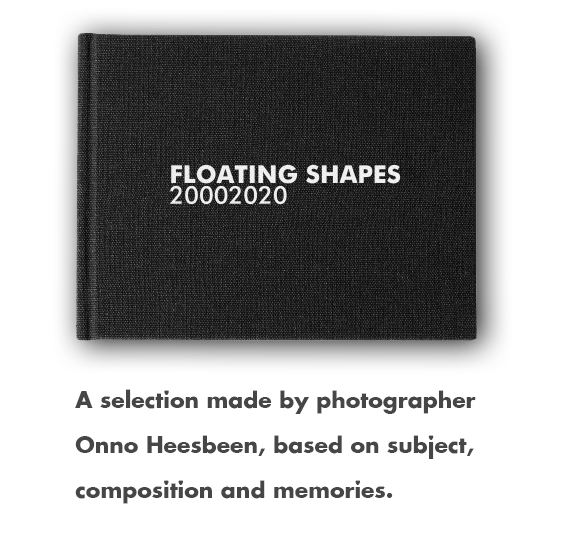 FLOATING SHAPES
20002020
A selection made by photographer
Onno Heesbeen, based on subject,
composition and memories.